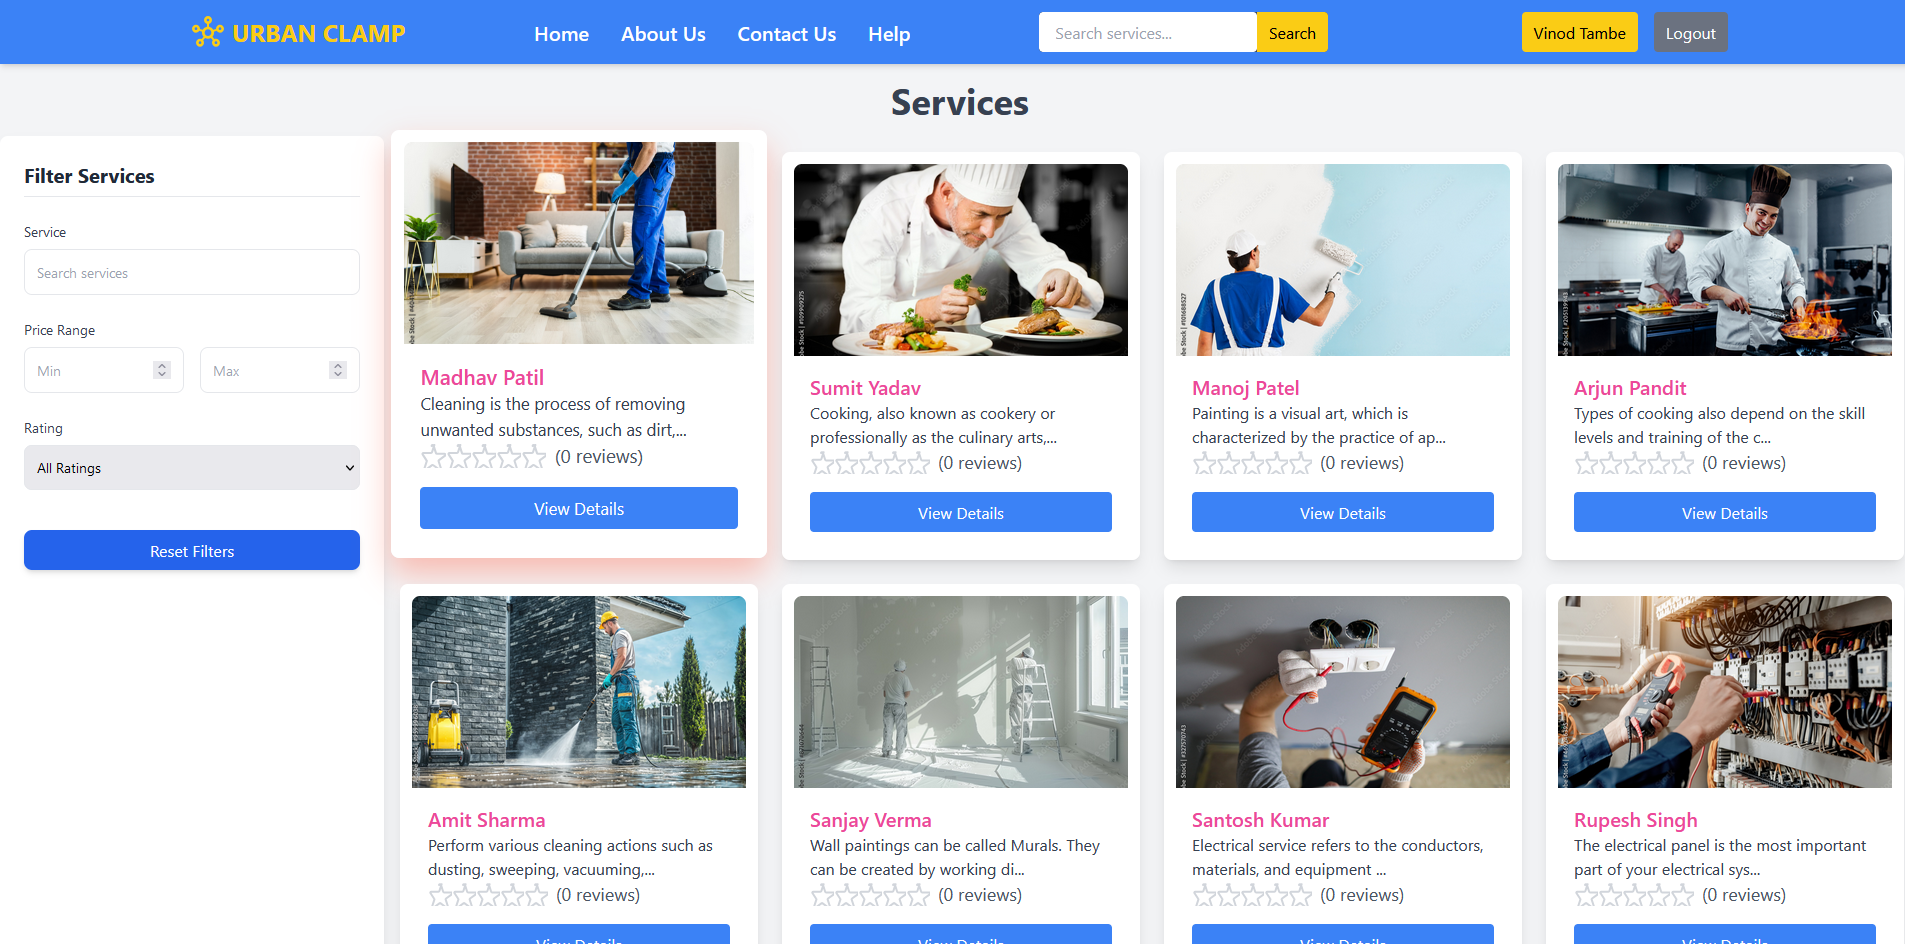 URBAN CLAMP
Home
About Us
Contact Us
Help
Search services...
Search
Vinod Tambe
Logout
Services
Filter Services
Service
Search services
Price Range
Min
Max
Rating
All Ratings
Reset Filters
Madhav Patil
Cleaning is the process of removing
unwanted substances, such as dirt,...
(0 reviews)
View Details
Sumit Yadav
Cooking, also known as cookery or
professionally as the culinary arts,...
(0 reviews)
View Details
Manoj Patel
Painting is a visual art, which is
characterized by the practice of ap...
(0 reviews)
View Details
Arjun Pandit
Types of cooking also depend on the skill
levels and training of the c...
(0 reviews)
View Details
Amit Sharma
Perform various cleaning actions such as
dusting, sweeping, vacuuming,...
(0 reviews)
View Details
Sanjay Verma
Wall paintings can be called Murals. They
can be created by working di...
(0 reviews)
View Details
Santosh Kumar
Electrical service refers to the conductors,
materials, and equipment ...
(0 reviews)
View Details
Rupesh Singh
The electrical panel is the most important
part of your electrical sys...
(0 reviews)
View Details